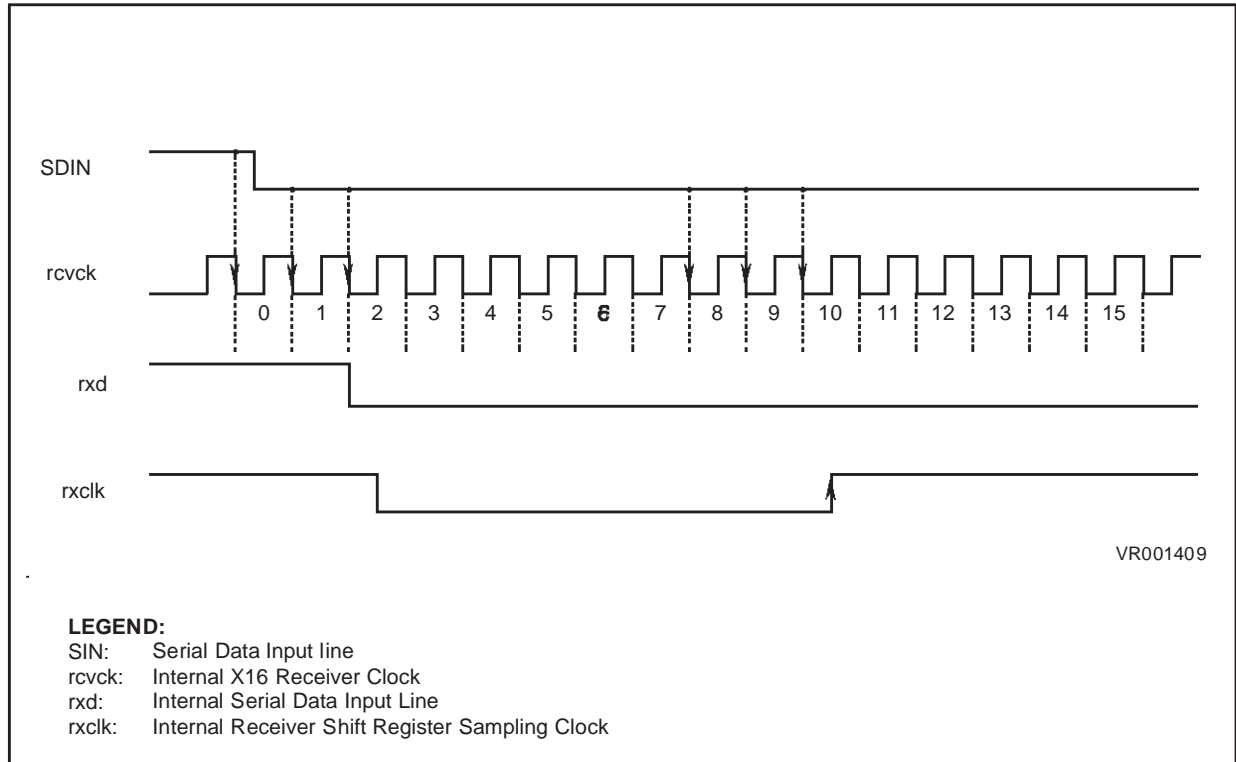 SDIN
rcvck
0 1 2 3 4 5 6 7 8 9 10 11 12 13 14 15
rxd
rxclk
VR001409
.
LEGEND:
SIN: Serial Data Input line
rcvck: Internal X16 Receiver Clock
rxd: Internal Serial Data Input Line
rxclk: Internal Receiver Shift Register Sampling Clock